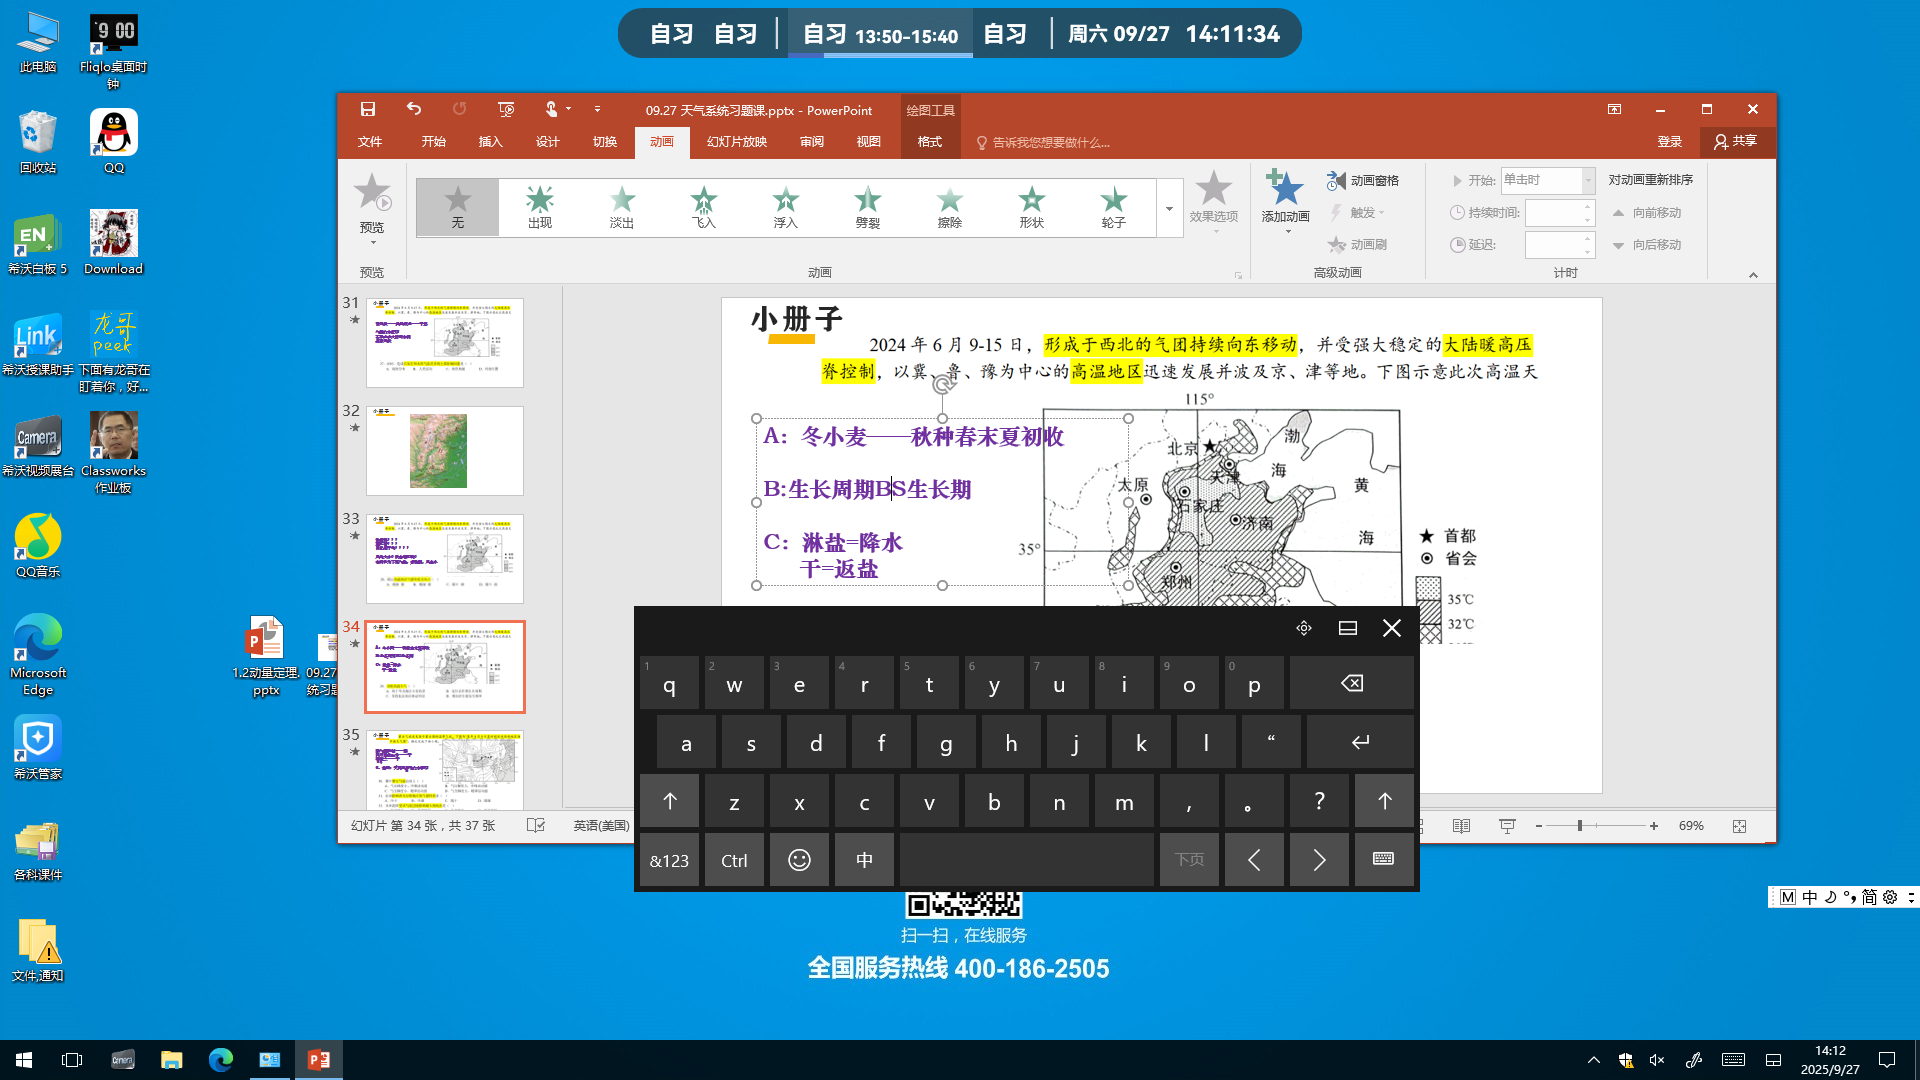 自习 自习 自习 13:50-15:40 自习 周六 09/27 14:11:34
此电脑
Fliqlo桌面时钟
回收站
QQ
希沃白板 5
Download
希沃授课助手
下面有龙哥在盯着你，好...
希沃视频展台
Classworks作业板
QQ音乐
Microsoft Edge
希沃管家
各科课件
文件,通知
1.2动量定理.pptx
09.27 天气系统习题课.pptx - PowerPoint
绘图工具
文件 开始 插入 设计 切换 动画 幻灯片放映 审阅 视图 格式 告诉我您想要做什么... 登录 共享
预览 无 出现 淡出 飞入 浮入 劈裂 擦除 形状 轮子 效果选项 添加动画
动画窗格
触发
动画刷
开始: 单击时
持续时间:
延迟:
对动画重新排序
向前移动
向后移动
预览 动画 高级动画 计时
31
32
33
34
35
小册子
2024 年 6 月 9-15 日，形成于西北的气团持续向东移动，并受强大稳定的大陆暖高压
脊控制，以冀、鲁、豫为中心的高温地区迅速发展并波及京、津等地。下图示意此次高温天
A：冬小麦——秋种春末夏初收
B:生长周期BS生长期
C：淋盐=降水
干=返盐
115°
35°
北京
天津
太原
石家庄
济南
郑州
渤
海
黄
海
首都
省会
35℃
32℃
幻灯片 第 34 张，共 37 张 英语(美国) 69%
1 2 3 4 5 6 7 8 9 0
q w e r t y u i o p
a s d f g h j k l “
z x c v b n m , 。 ?
&123 Ctrl 中 下页
扫一扫，在线服务
全国服务热线 400-186-2505
M 中 简
14:12
2025/9/27